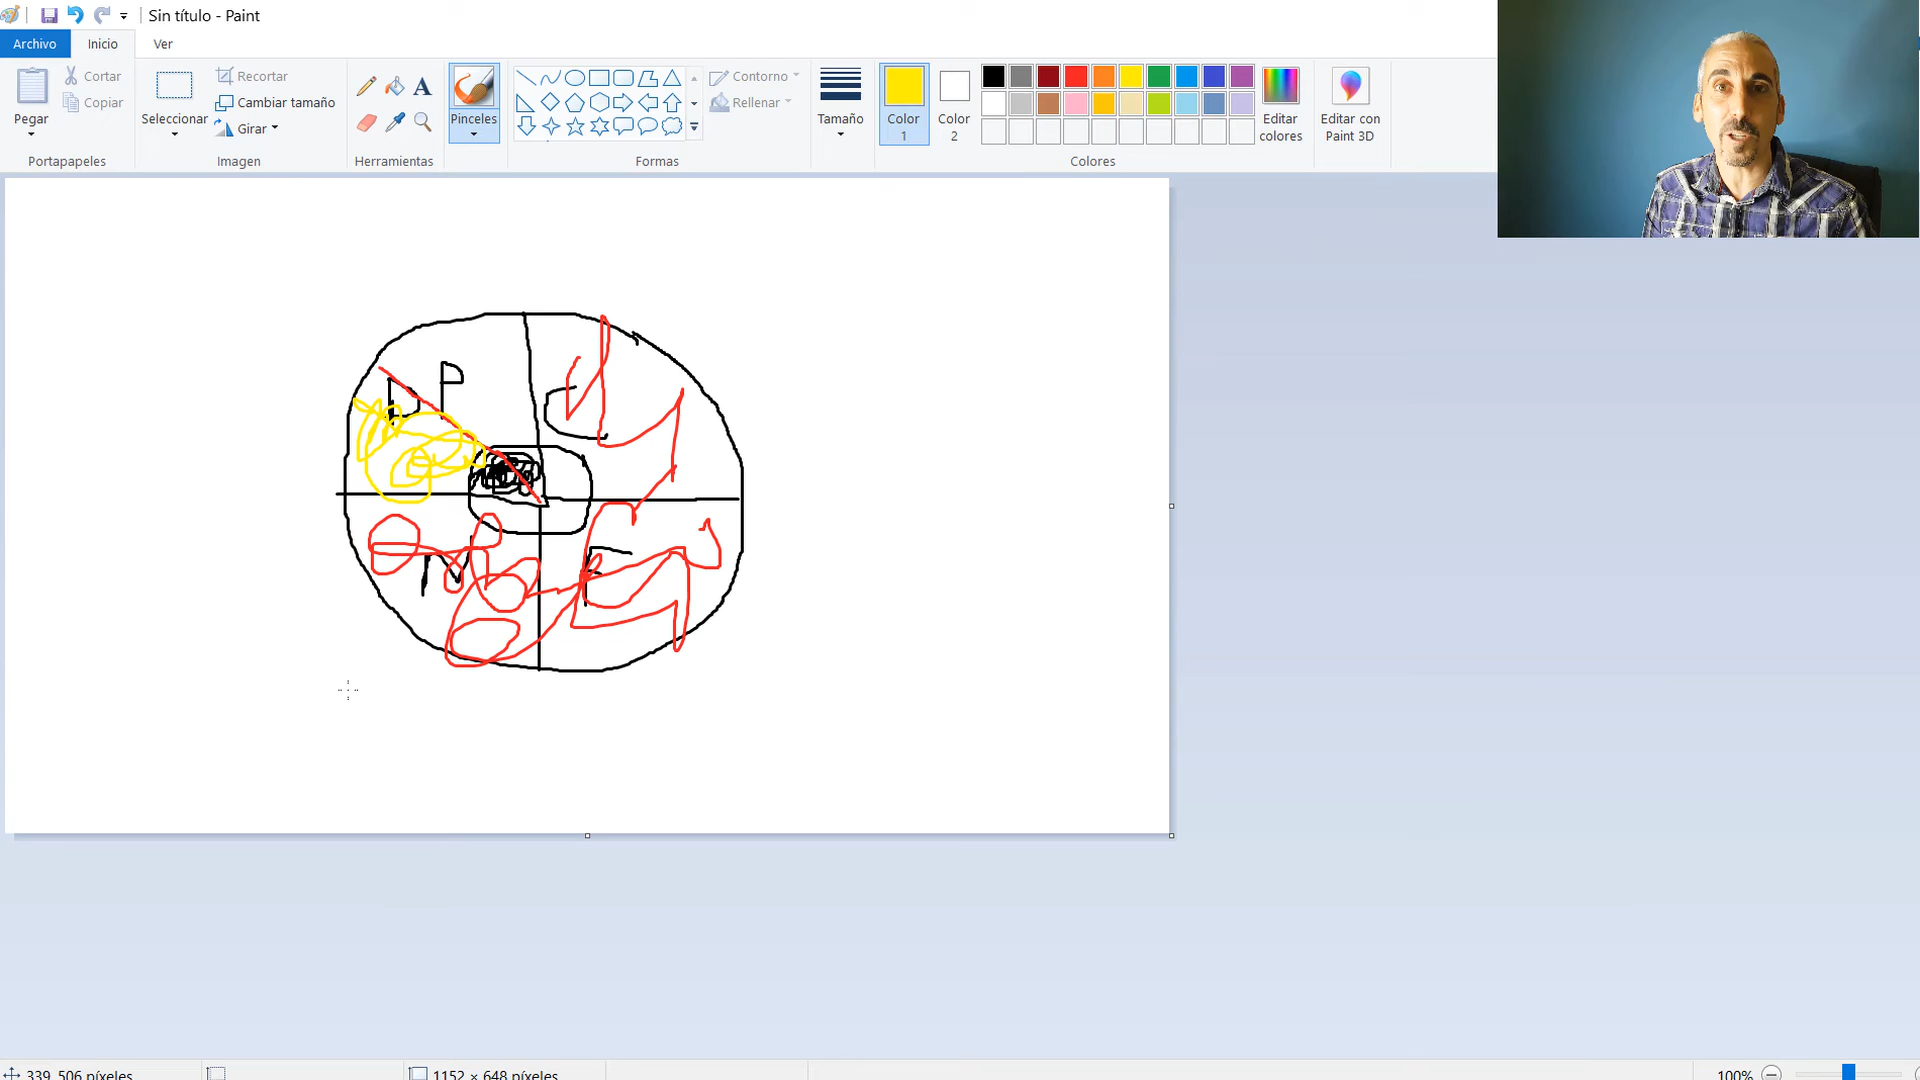 Sin título - Paint
Archivo Inicio Ver
Pegar
Cortar
Copiar
Portapapeles
Seleccionar
Recortar
Cambiar tamaño
Girar
Imagen
A
Herramientas
Pinceles
Contorno
Rellenar
Formas
Tamaño
Color 1
Color 2
Colores
Editar colores
Editar con Paint 3D
DP
C
N
F
339, 506 píxeles
1152 × 648 píxeles
100%